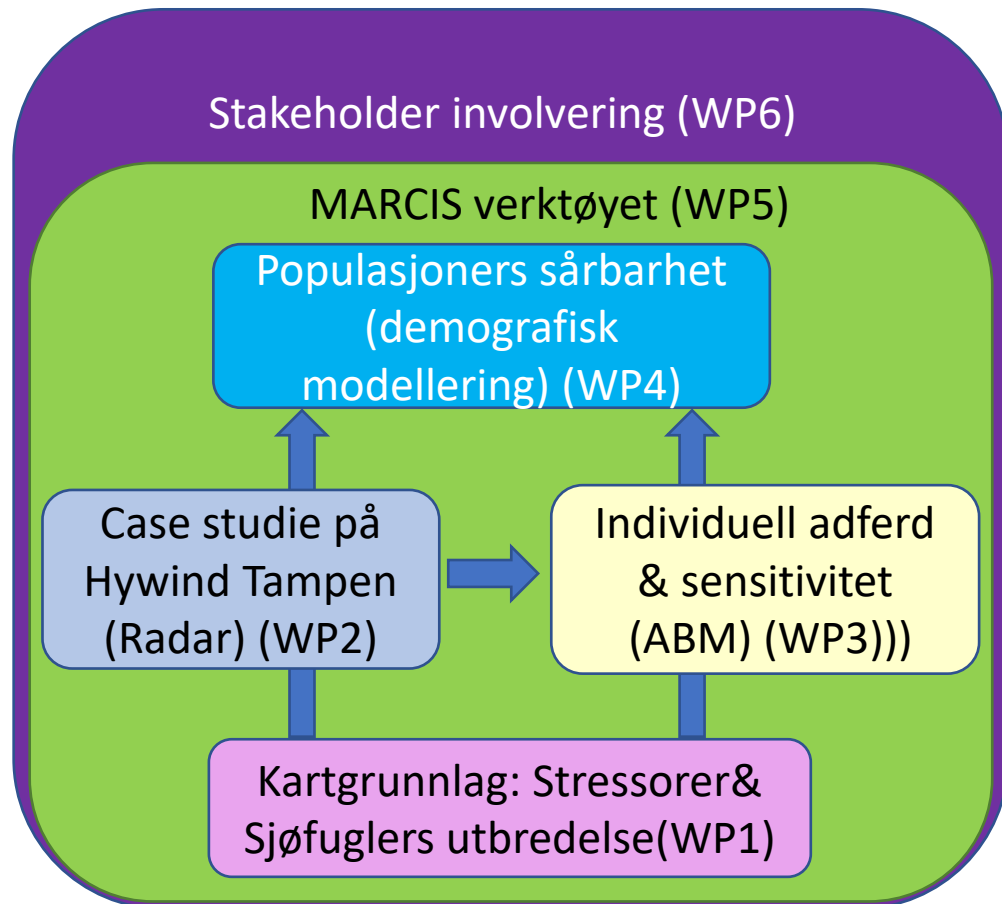 Stakeholder involvering (WP6)
MARCIS verktøyet (WP5)
Populasjoners sårbarhet
(demografisk
modellering) (WP4)
Case studie på
Hywind Tampen
(Radar) (WP2)
Individuell adferd
& sensitivitet
(ABM) (WP3)))
Kartgrunnlag: Stressorer&
Sjøfuglers utbredelse(WP1)